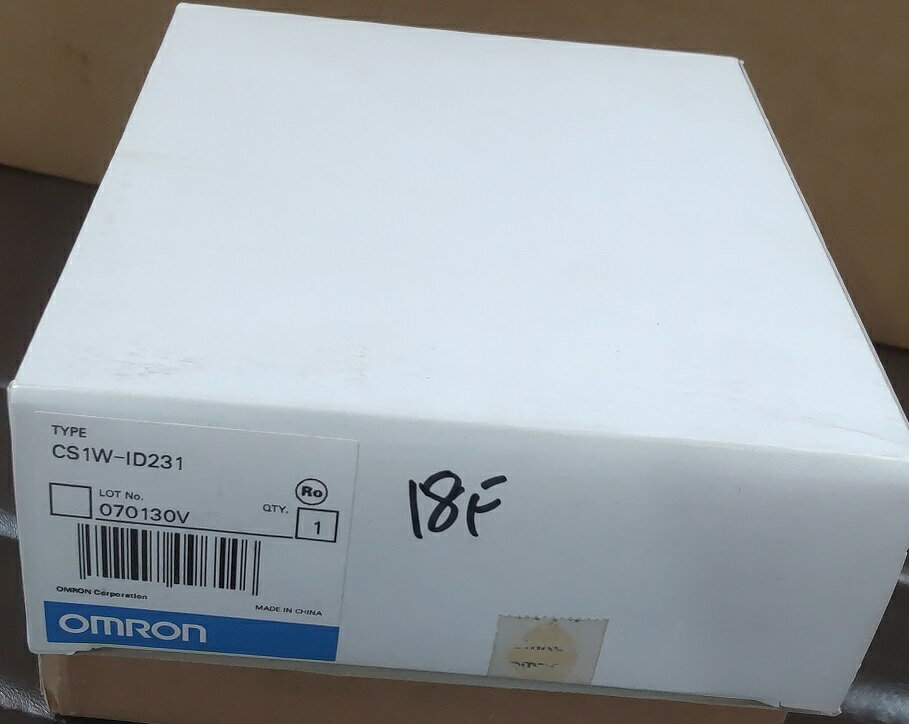 TYPE
CS1W-ID231
Ro
LOT No.
070130V
QTY.
1
OMRON Corporation
MADE IN CHINA
OMRON
18F